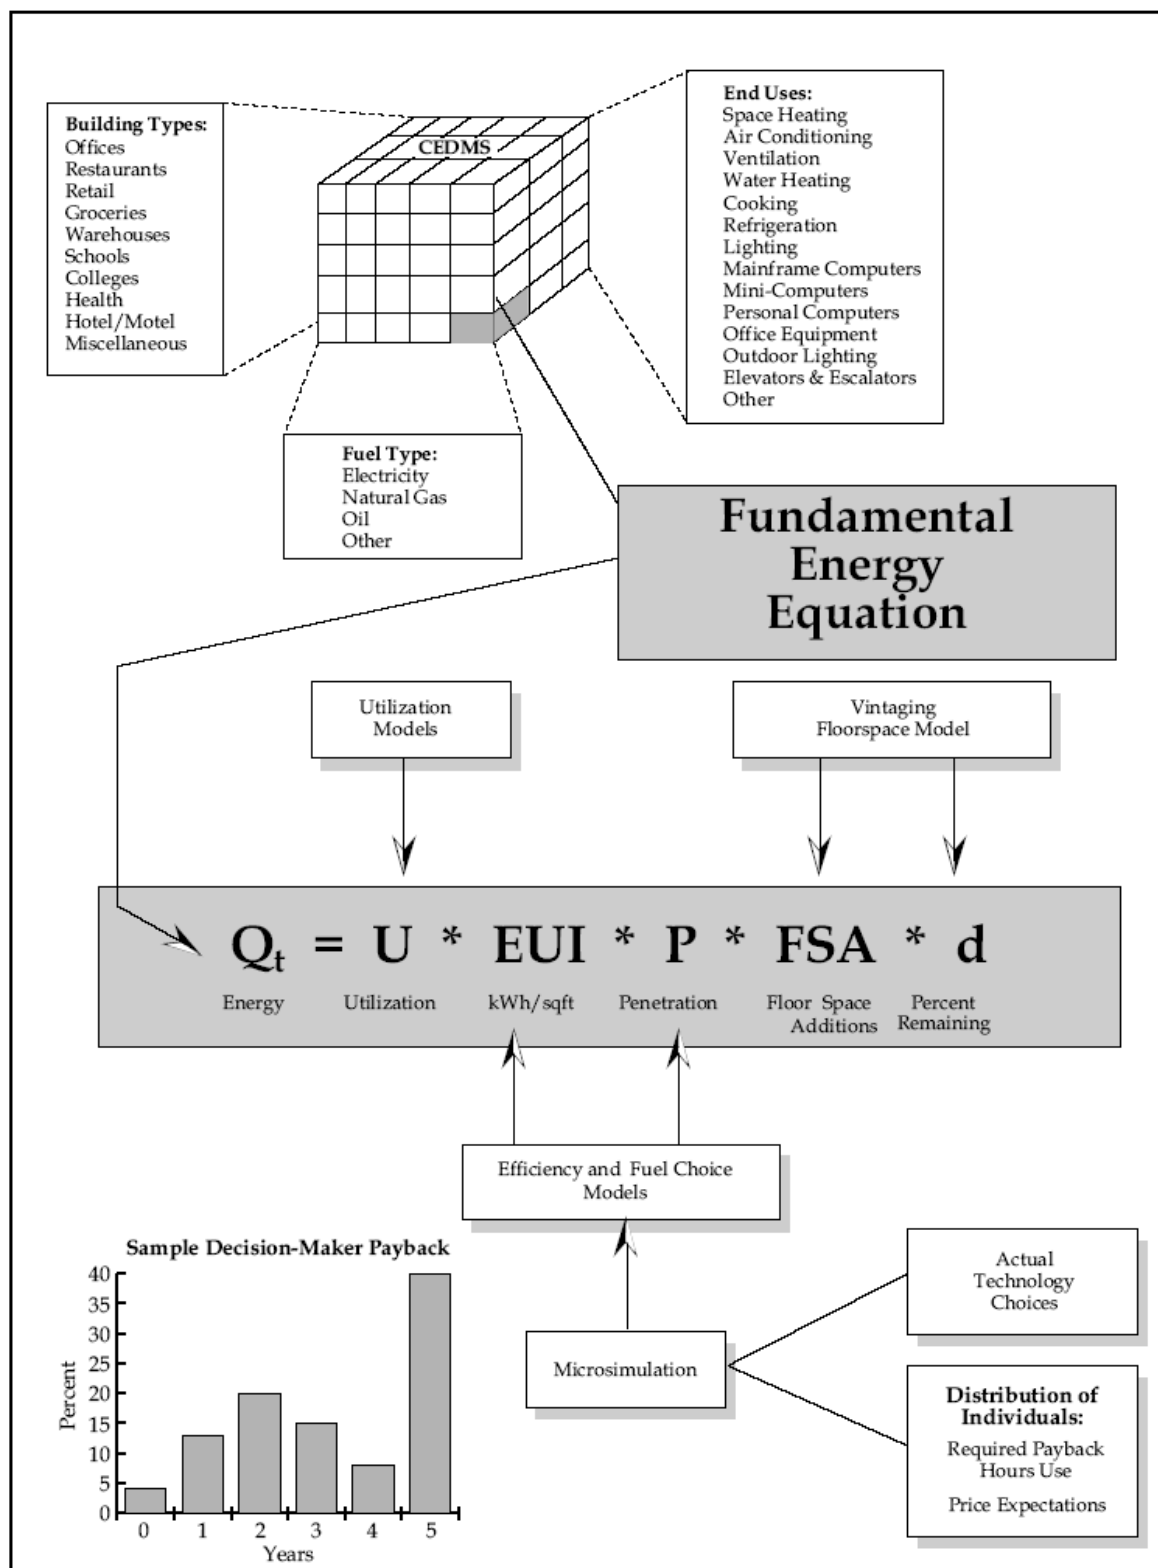 Building Types:
Offices
Restaurants
Retail
Groceries
Warehouses
Schools
Colleges
Health
Hotel/Motel
Miscellaneous
CEDMS
End Uses:
Space Heating
Air Conditioning
Ventilation
Water Heating
Cooking
Refrigeration
Lighting
Mainframe Computers
Mini-Computers
Personal Computers
Office Equipment
Outdoor Lighting
Elevators & Escalators
Other
Fuel Type:
Electricity
Natural Gas
Oil
Other
Fundamental
Energy
Equation
Utilization
Models
Vintaging
Floorspace Model
Qt = U * EUI * P * FSA * d
Energy Utilization kWh/sqft Penetration Floor Space Percent
Additions Remaining
Efficiency and Fuel Choice
Models
Sample Decision-Maker Payback
40
35
30
25
20
15
10
5
0
Percent
0 1 2 3 4 5
Years
Microsimulation
Actual
Technology
Choices
Distribution of
Individuals:
Required Payback
Hours Use
Price Expectations